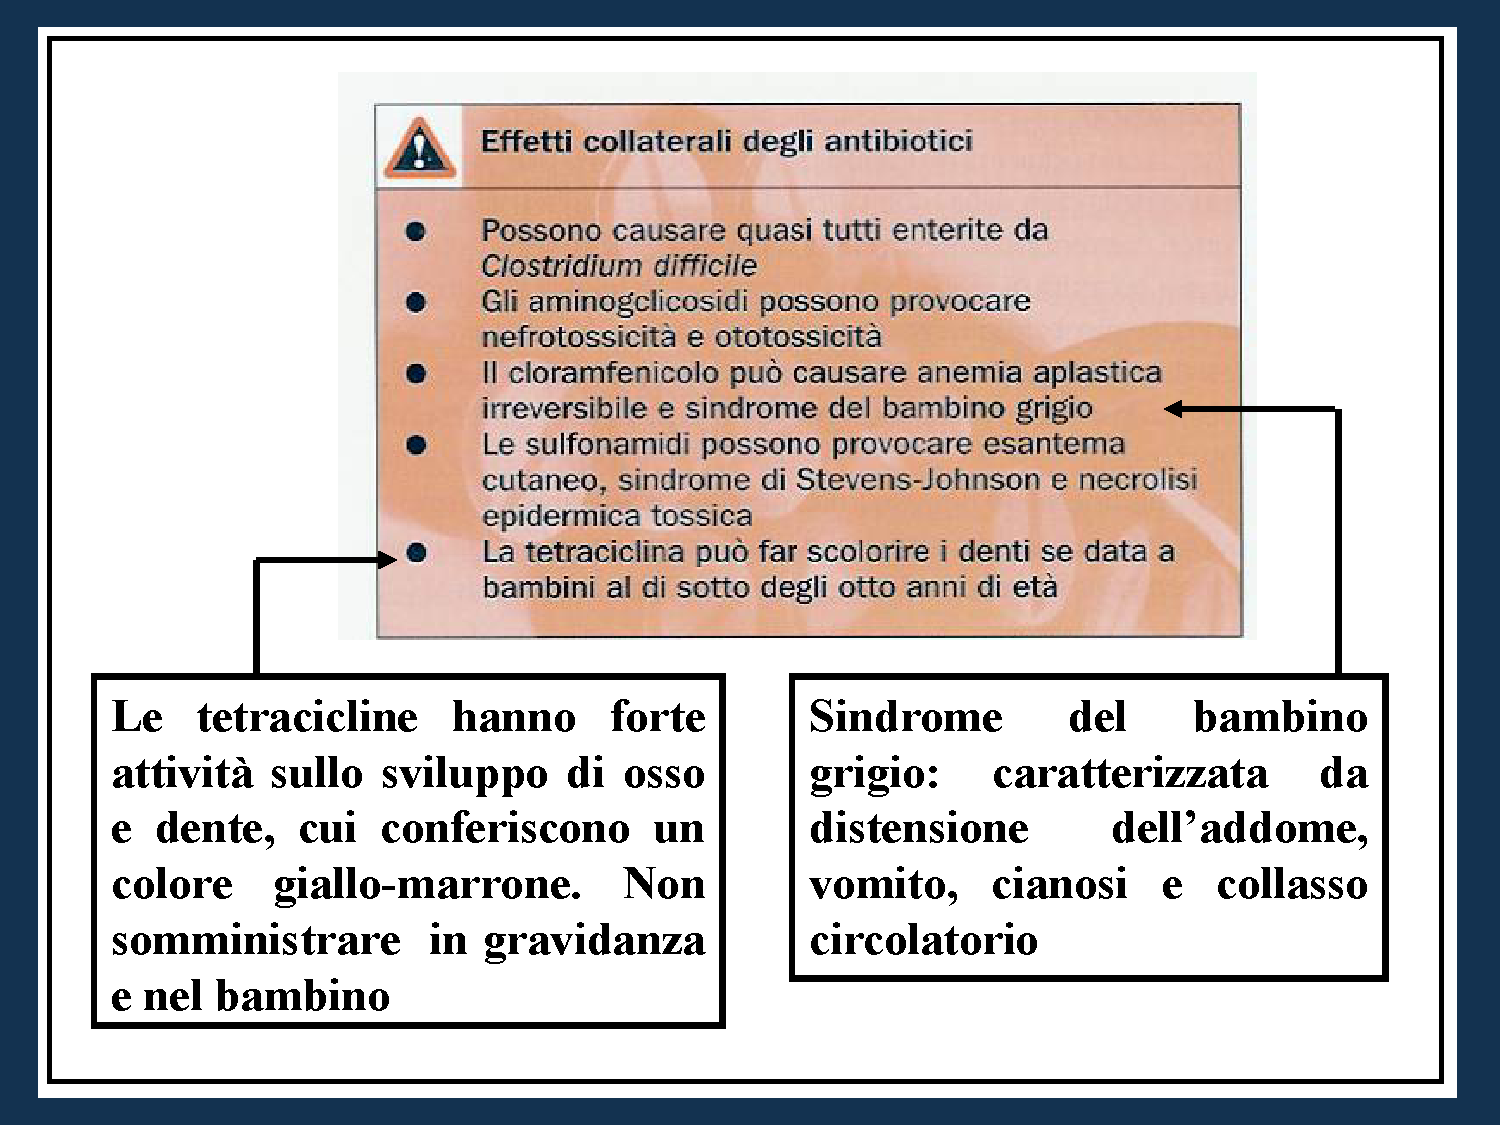 Effetti collaterali degli antibiotici
● Possono causare quasi tutti enterite da
Clostridium difficile
● Gli aminogclicosidi possono provocare
nefrotossicità e ototossicità
● Il cloramfenicolo può causare anemia aplastica
irreversibile e sindrome del bambino grigio
● Le sulfonamidi possono provocare esantema
cutaneo, sindrome di Stevens-Johnson e necrolisi
epidermica tossica
● La tetraciclina può far scolorire i denti se data a
bambini al di sotto degli otto anni di età
Le tetracicline hanno forte
attività sullo sviluppo di osso
e dente, cui conferiscono un
colore giallo-marrone. Non
somministrare in gravidanza
e nel bambino
Sindrome del bambino
grigio: caratterizzata da
distensione dell’addome,
vomito, cianosi e collasso
circolatorio